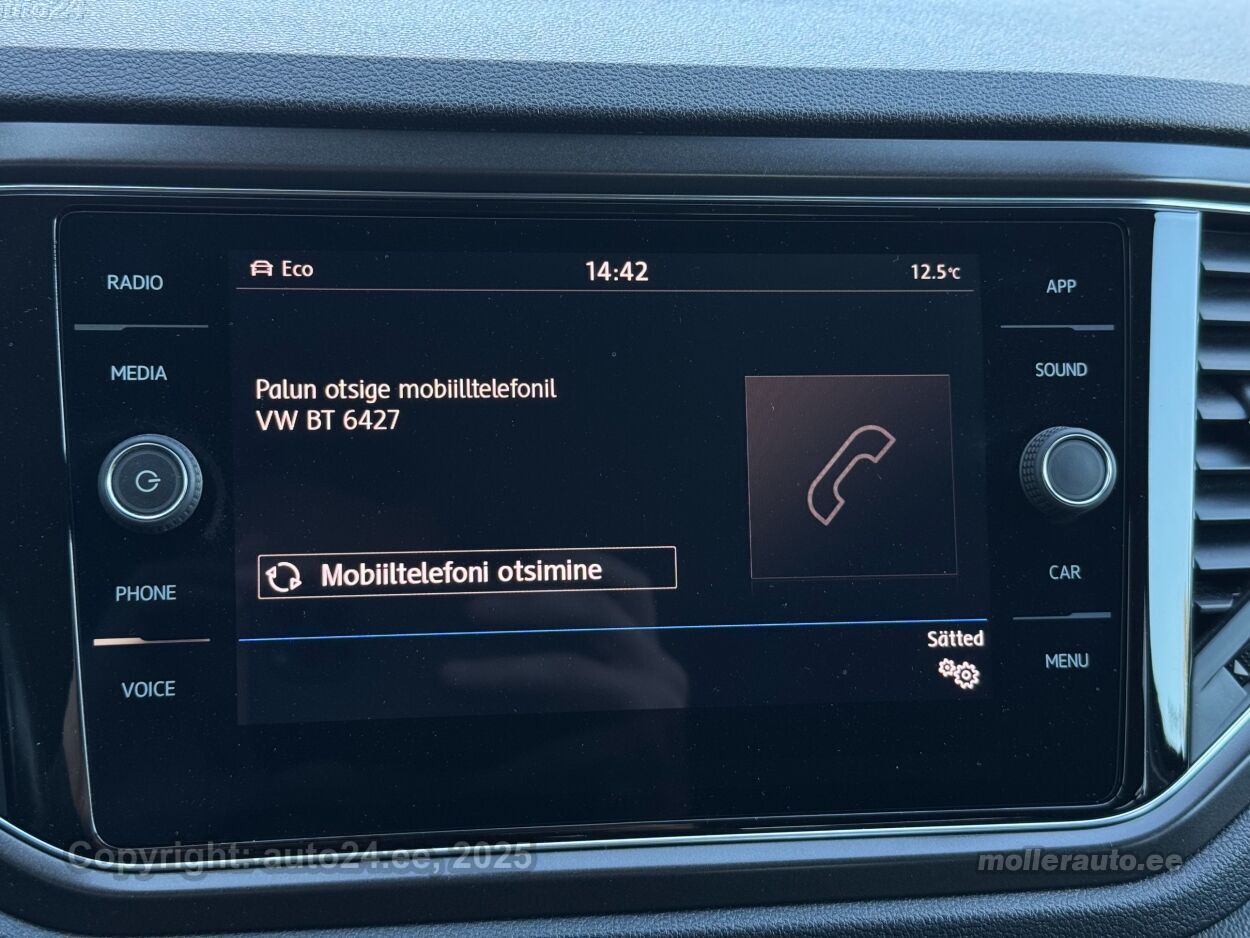 auto24
RADIO
MEDIA
PHONE
VOICE
Eco
14:42
12.5°C
Palun otsige mobiilltelefonil
VW BT 6427
Mobiiltelefoni otsimine
Sätted
APP
SOUND
CAR
MENU
Copyright: auto24.ee, 2025
mollerauto.ee